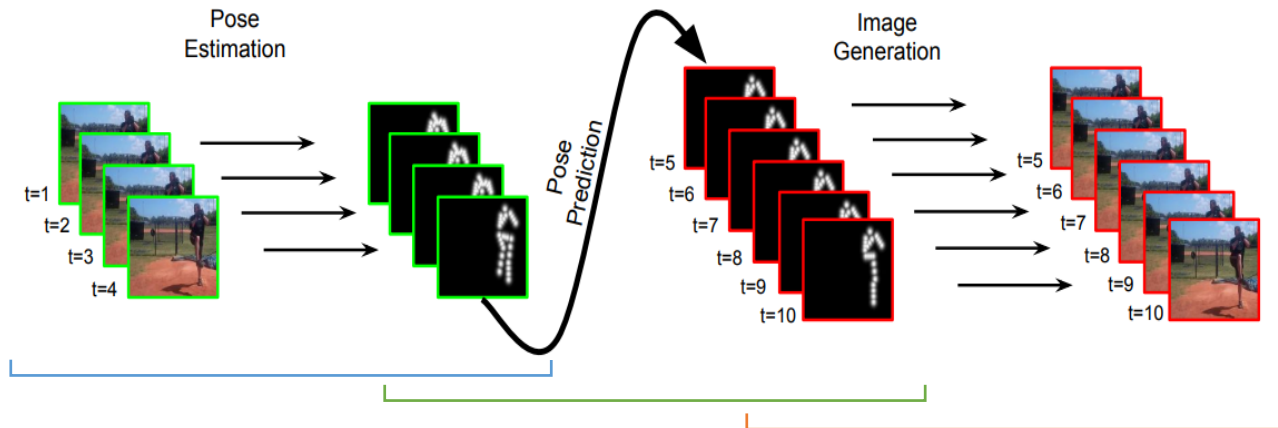 Pose
Estimation
Image
Generation
Pose
Prediction
t=1
t=2
t=3
t=4
t=5
t=6
t=7
t=8
t=9
t=10
t=5
t=6
t=7
t=8
t=9
t=10